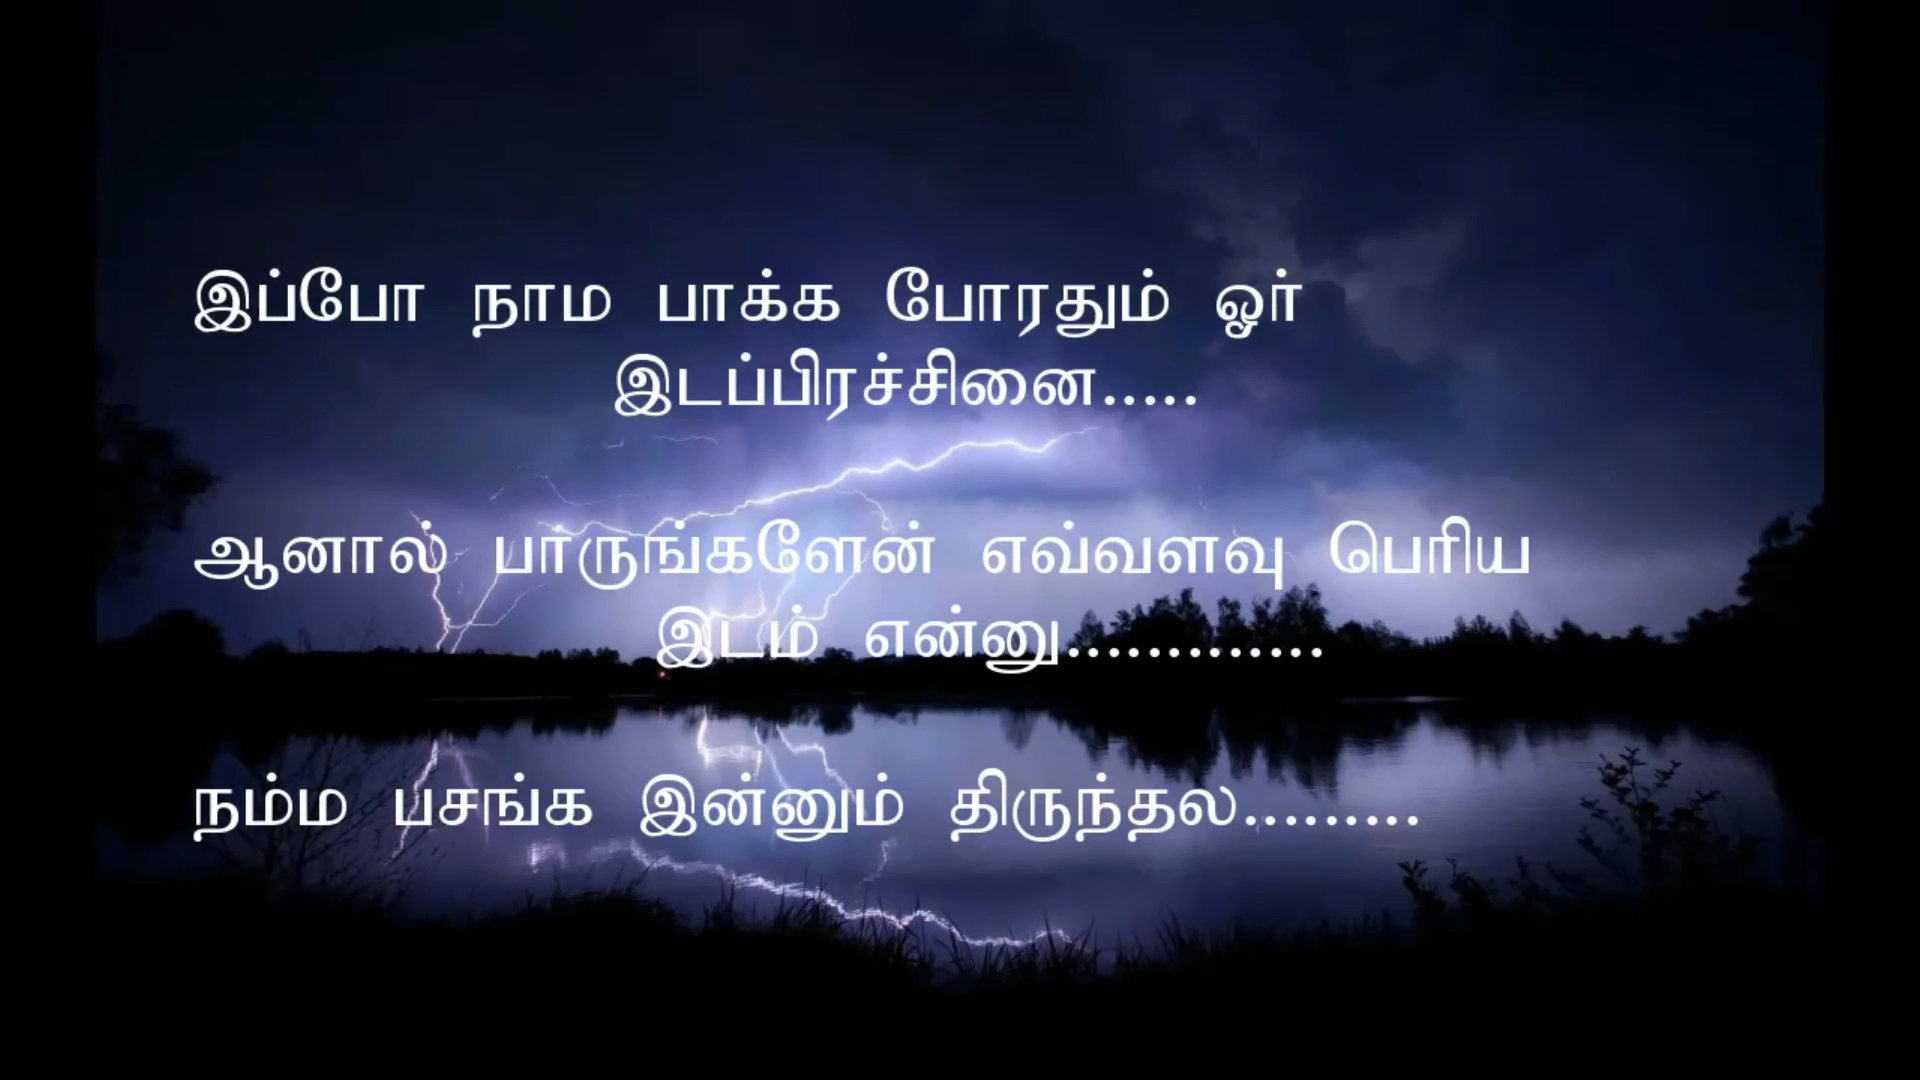 இப்போ நாம பாக்க போரதும் ஓர்
இடப்பிரச்சினை.....
ஆனால் பாருங்களேன் எவ்வளவு பெரிய
இடம் என்னு.............
நம்ம பசங்க இன்னும் திருந்தல.........